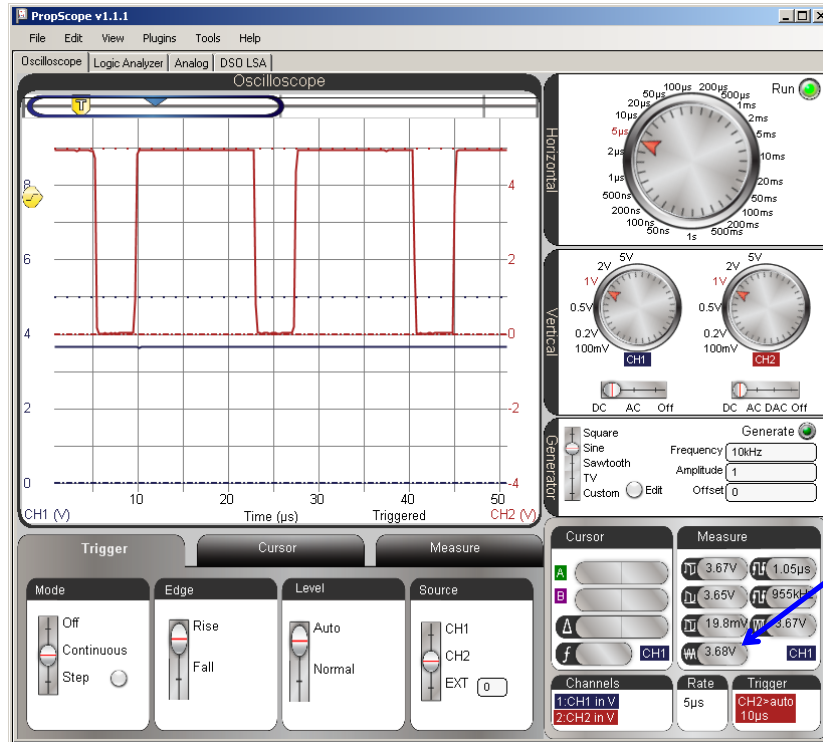 PropScope v1.1.1
File Edit View Plugins Tools Help
Oscilloscope Logic Analyzer Analog DSO LSA
Oscilloscope
T
8
6
4
2
0
4
2
0
-2
-4
10 20 30 40 50
CH1 (V) Time (µs) Triggered CH2 (V)
Horizontal
Run
50ns
100ns
200ns
500ns
1µs
2µs
5µs
10µs
20µs
50µs
100µs
200µs
500µs
1ms
2ms
5ms
10ms
20ms
50ms
100ms
200ms
500ms
1s
Vertical
5V
2V
1V
0.5V
0.2V
100mV
CH1
DC AC Off
5V
2V
1V
0.5V
0.2V
100mV
CH2
DC AC DAC Off
Generator
Square
Sine
Sawtooth
TV
Custom Edit
Generate
Frequency 10kHz
Amplitude 1
Offset 0
Trigger Cursor Measure
Mode
Off
Continuous
Step
Edge
Rise
Fall
Level
Auto
Normal
Source
CH1
CH2
EXT 0
Cursor
A
B
Δ
f CH1
Measure
3.67V 1.05µs
3.65V 955kHz
19.8mV 3.67V
3.68V CH1
Channels
1:CH1 in V
2:CH2 in V
Rate
5µs
Trigger
CH2>auto
10µs